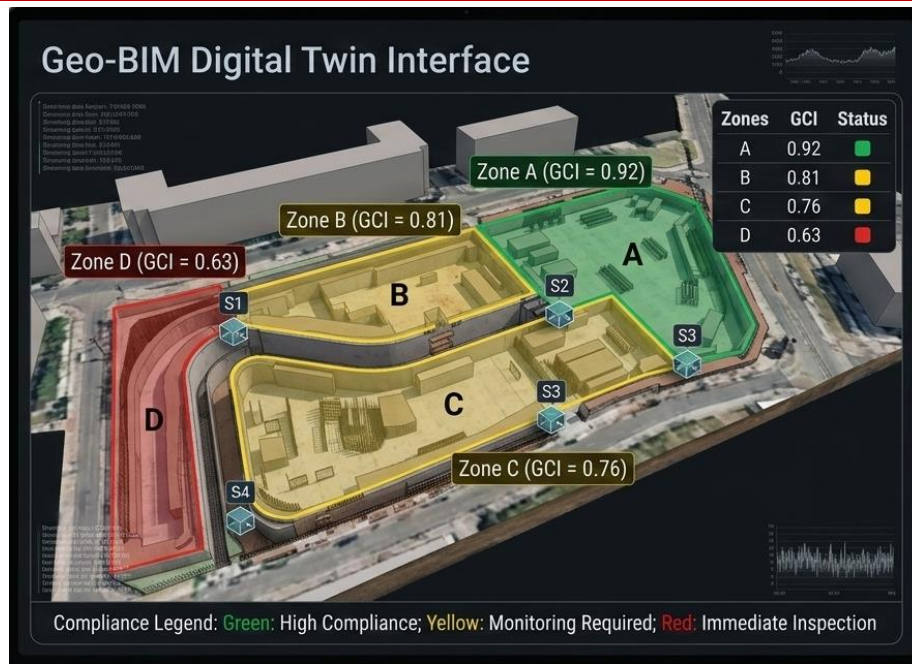 Geo-BIM Digital Twin Interface
Zones GCI Status
A 0.92
B 0.81
C 0.76
D 0.63
Zone A (GCI = 0.92)
Zone B (GCI = 0.81)
Zone D (GCI = 0.63)
A
B
S1
S2
S3
C
D
S3
Zone C (GCI = 0.76)
S4
Compliance Legend: Green: High Compliance; Yellow: Monitoring Required; Red: Immediate Inspection